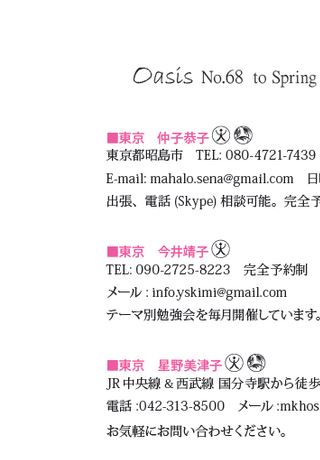 Oasis No.68 to Spring
■東京 仲子恭子
東京都昭島市 TEL: 080-4721-7439
E-mail: mahalo.sena@gmail.com 日
出張、電話 (Skype) 相談可能。完全予
■東京 今井靖子
TEL: 090-2725-8223 完全予約制
メール : info.yskimi@gmail.com
テーマ別勉強会を毎月開催しています。
■東京 星野美津子
JR 中央線 & 西武線 国分寺駅から徒歩
電話 :042-313-8500 メール :mkhos
お気軽にお問い合わせください。